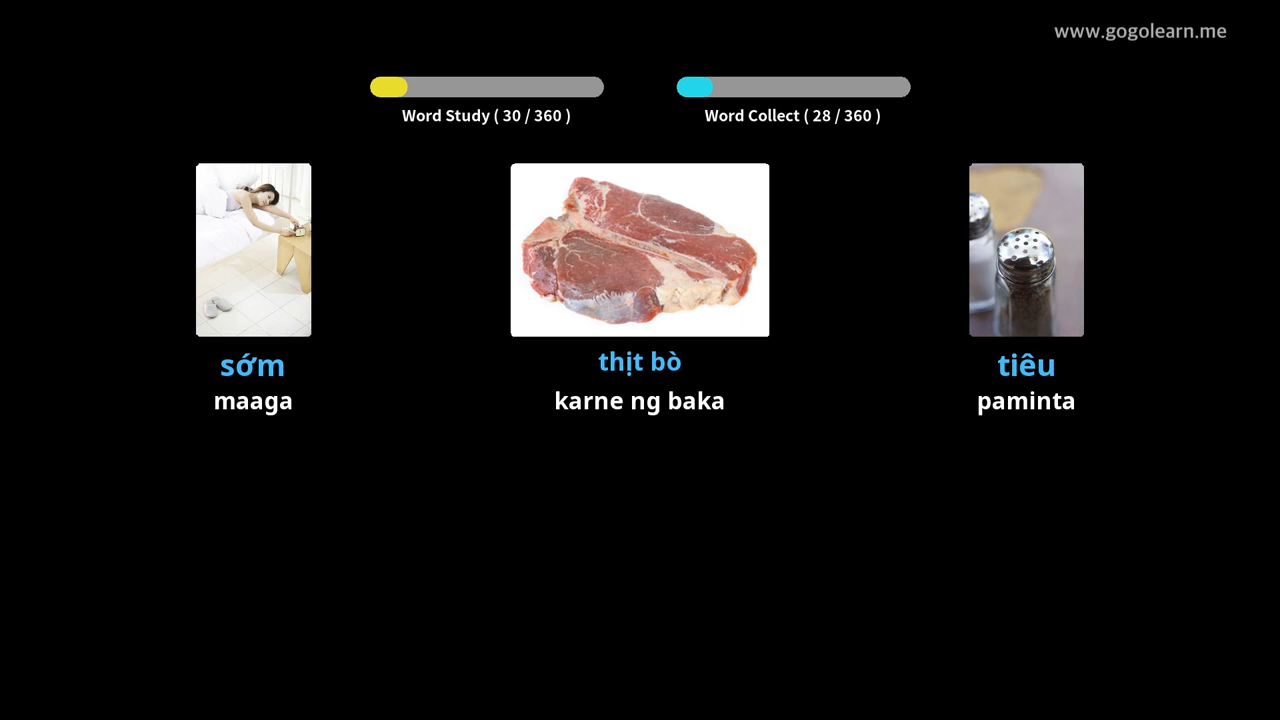 www.gogolearn.me
Word Study ( 30 / 360 )
Word Collect ( 28 / 360 )
sớm
maaga
thịt bò
karne ng baka
tiêu
paminta